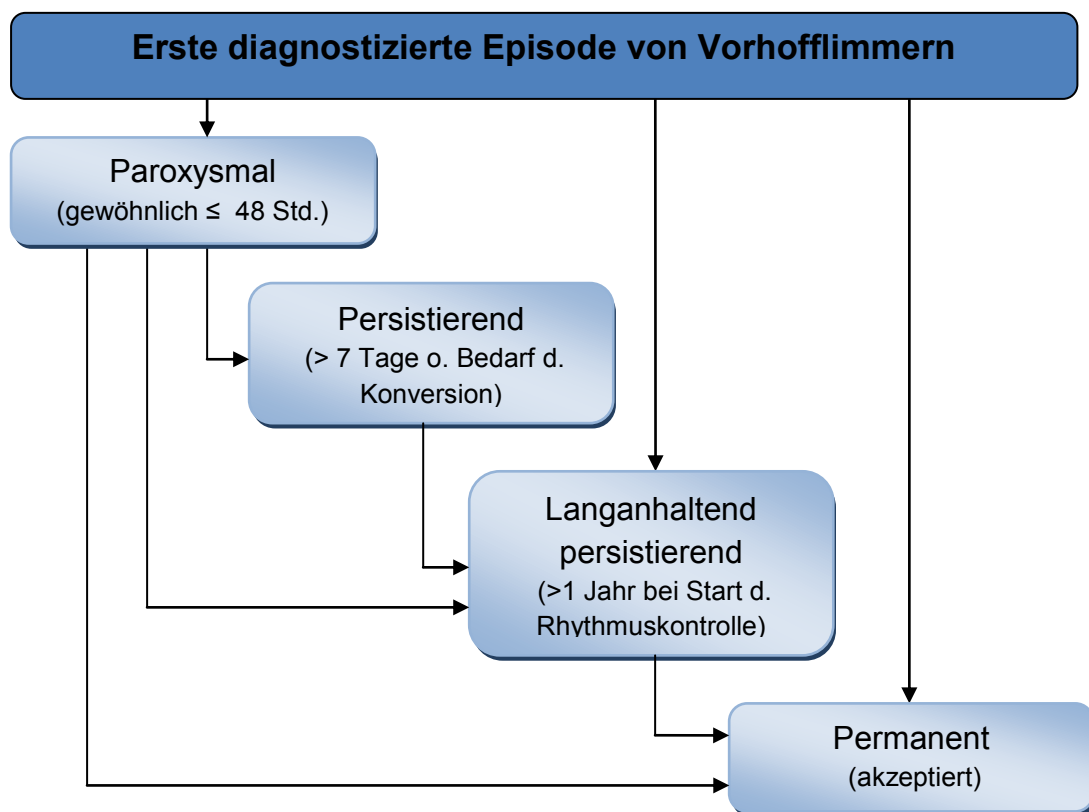 Erste diagnostizierte Episode von Vorhofflimmern
Paroxysmal
(gewöhnlich ≤ 48 Std.)
Persistierend
(> 7 Tage o. Bedarf d.
Konversion)
Langanhaltend
persistierend
(>1 Jahr bei Start d.
Rhythmuskontrolle)
Permanent
(akzeptiert)